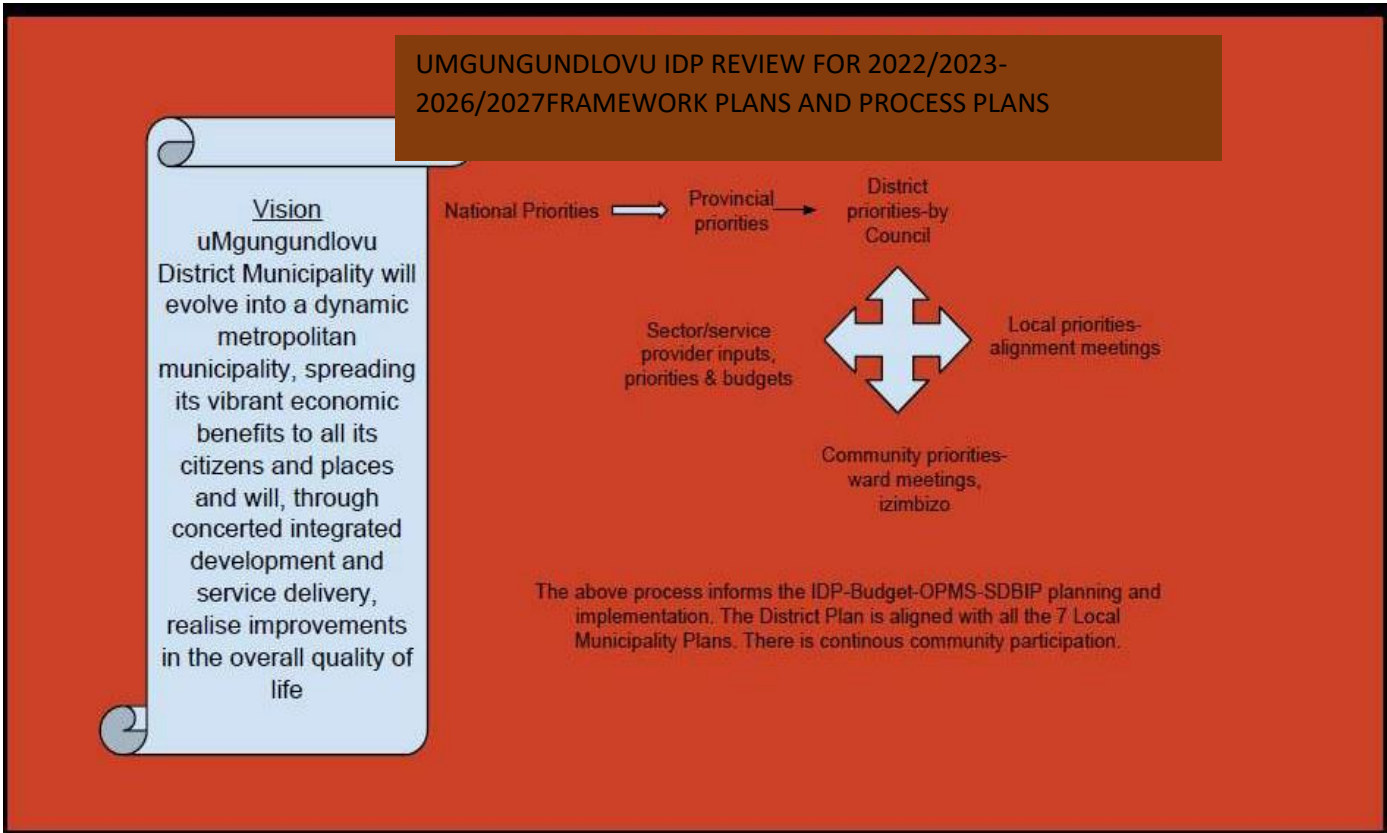 UMGUNGUNDLOVU IDP REVIEW FOR 2022/2023-
2026/2027FRAMEWORK PLANS AND PROCESS PLANS
Vision
uMgungundlovu
District Municipality will
evolve into a dynamic
metropolitan
municipality, spreading
its vibrant economic
benefits to all its
citizens and places
and will, through
concerted integrated
development and
service delivery,
realise improvements
in the overall quality of
life
National Priorities
Provincial
priorities
District
priorities-by
Council
Sector/service
provider inputs,
priorities & budgets
Local priorities-
alignment meetings
Community priorities-
ward meetings,
izimbizo
The above process informs the IDP-Budget-OPMS-SDBIP planning and
implementation. The District Plan is aligned with all the 7 Local
Municipality Plans. There is continous community participation.